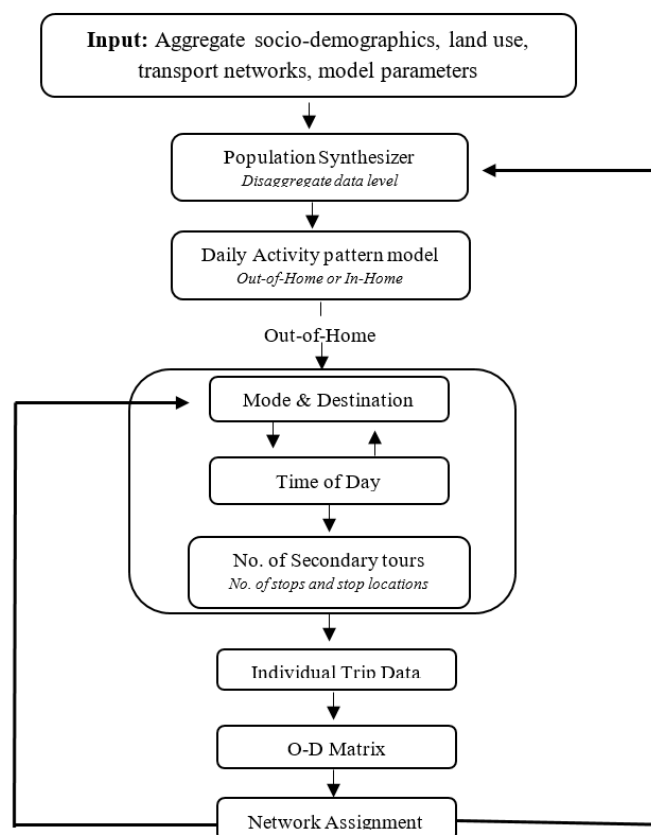 Input: Aggregate socio-demographics, land use,
transport networks, model parameters
Population Synthesizer
Disaggregate data level
Daily Activity pattern model
Out-of-Home or In-Home
Out-of-Home
Mode & Destination
Time of Day
No. of Secondary tours
No. of stops and stop locations
Individual Trip Data
O-D Matrix
Network Assignment